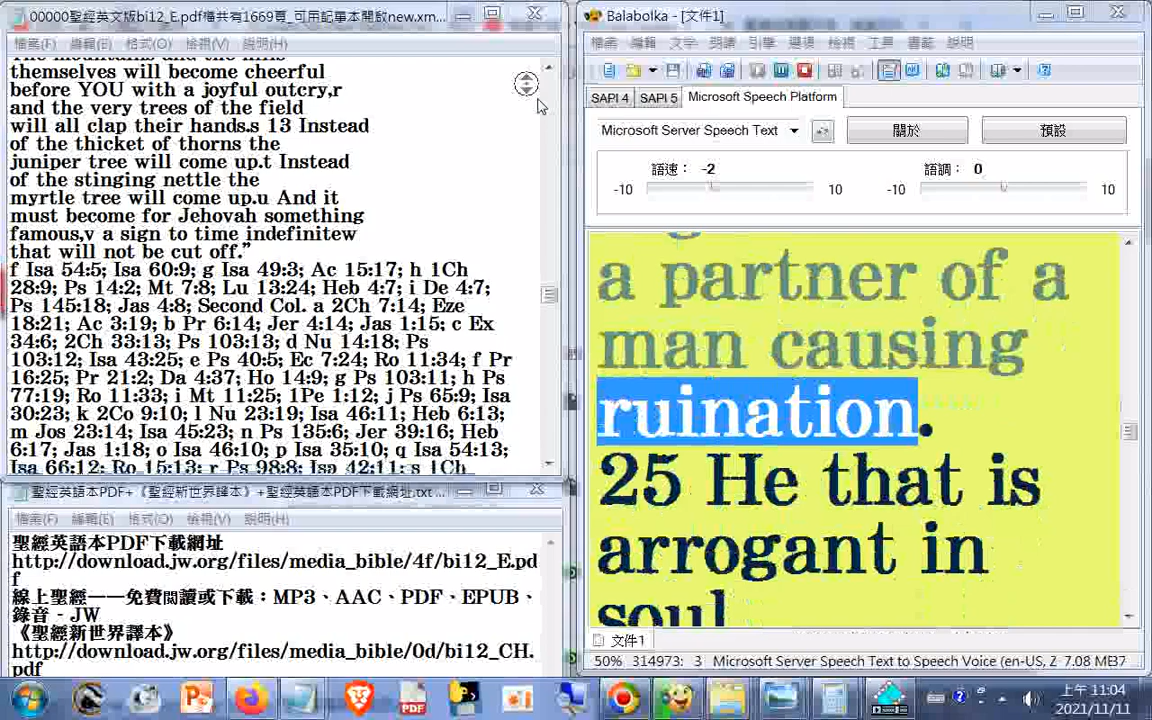 00000聖經英文版bi12_E.pdf檔共有1669頁_可用記事本開啟new.xm...
檔案(F) 編輯(E) 格式(O) 檢視(V) 說明(H)
The mountains and the hills
themselves will become cheerful
before YOU with a joyful outcry,r
and the very trees of the field
will all clap their hands.s 13 Instead
of the thicket of thorns the
juniper tree will come up.t Instead
of the stinging nettle the
myrtle tree will come up.u And it
must become for Jehovah something
famous,v a sign to time indefinitew
that will not be cut off.”
f Isa 54:5; Isa 60:9; g Isa 49:3; Ac 15:17; h 1Ch
28:9; Ps 14:2; Mt 7:8; Lu 13:24; Heb 4:7; i De 4:7;
Ps 145:18; Jas 4:8; Second Col. a 2Ch 7:14; Eze
18:21; Ac 3:19; b Pr 6:14; Jer 4:14; Jas 1:15; c Ex
34:6; 2Ch 33:13; Ps 103:13; d Nu 14:18; Ps
103:12; Isa 43:25; e Ps 40:5; Ec 7:24; Ro 11:34; f Pr
16:25; Pr 21:2; Da 4:37; Ho 14:9; g Ps 103:11; h Ps
77:19; Ro 11:33; i Mt 11:25; 1Pe 1:12; j Ps 65:9; Isa
30:23; k 2Co 9:10; l Nu 23:19; Isa 46:11; Heb 6:13;
m Jos 23:14; Isa 45:23; n Ps 135:6; Jer 39:16; Heb
6:17; Jas 1:18; o Isa 46:10; p Isa 35:10; q Isa 54:13;
Isa 66:12; Ro 15:13; r Ps 98:8; Isa 42:11; s 1Ch
聖經英語本PDF+《聖經新世界譯本》+聖經英語本PDF下載網址.txt ...
檔案(F) 編輯(E) 格式(O) 檢視(V) 說明(H)
聖經英語本PDF下載網址
http://download.jw.org/files/media_bible/4f/bi12_E.pd
f
線上聖經——免費閱讀或下載：MP3、AAC、PDF、EPUB、
錄音 - JW
《聖經新世界譯本》
http://download.jw.org/files/media_bible/0d/bi12_CH.
pdf
Balabolka - [文件1]
檔案 編輯 文字 朗讀 引擎 選項 檢視 工具 書籤 說明
SAPI 4 SAPI 5 Microsoft Speech Platform
Microsoft Server Speech Text 關於 預設
語速： -2 語調： 0
-10 10 -10 10
a partner of a
man causing
ruination.
25 He that is
arrogant in
soul
文件1
50% 314973: 3 Microsoft Server Speech Text to Speech Voice (en-US, Z 7.08 MB
上午 11:04
2021/11/11